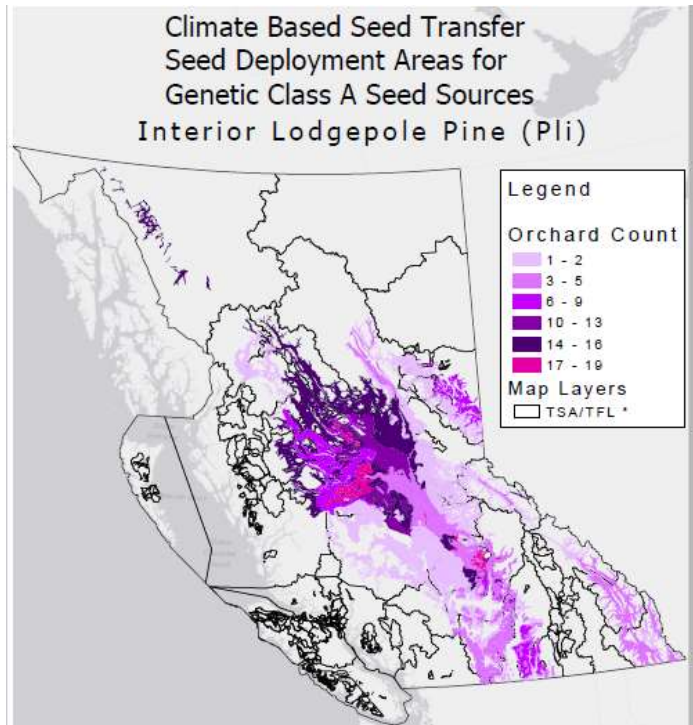 Climate Based Seed Transfer
Seed Deployment Areas for
Genetic Class A Seed Sources
Interior Lodgepole Pine (Pli)
Legend
Orchard Count
1 - 2
3 - 5
6 - 9
10 - 13
14 - 16
17 - 19
Map Layers
TSA/TFL *